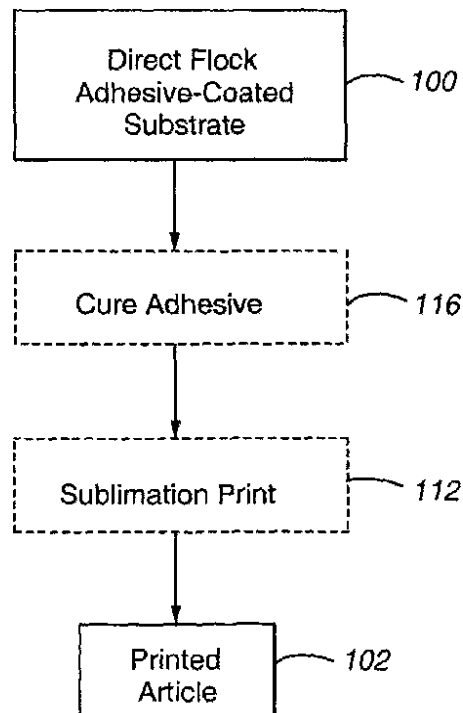 Direct Flock
Adhesive-Coated
Substrate
100
Cure Adhesive
116
Sublimation Print
112
Printed
Article
102